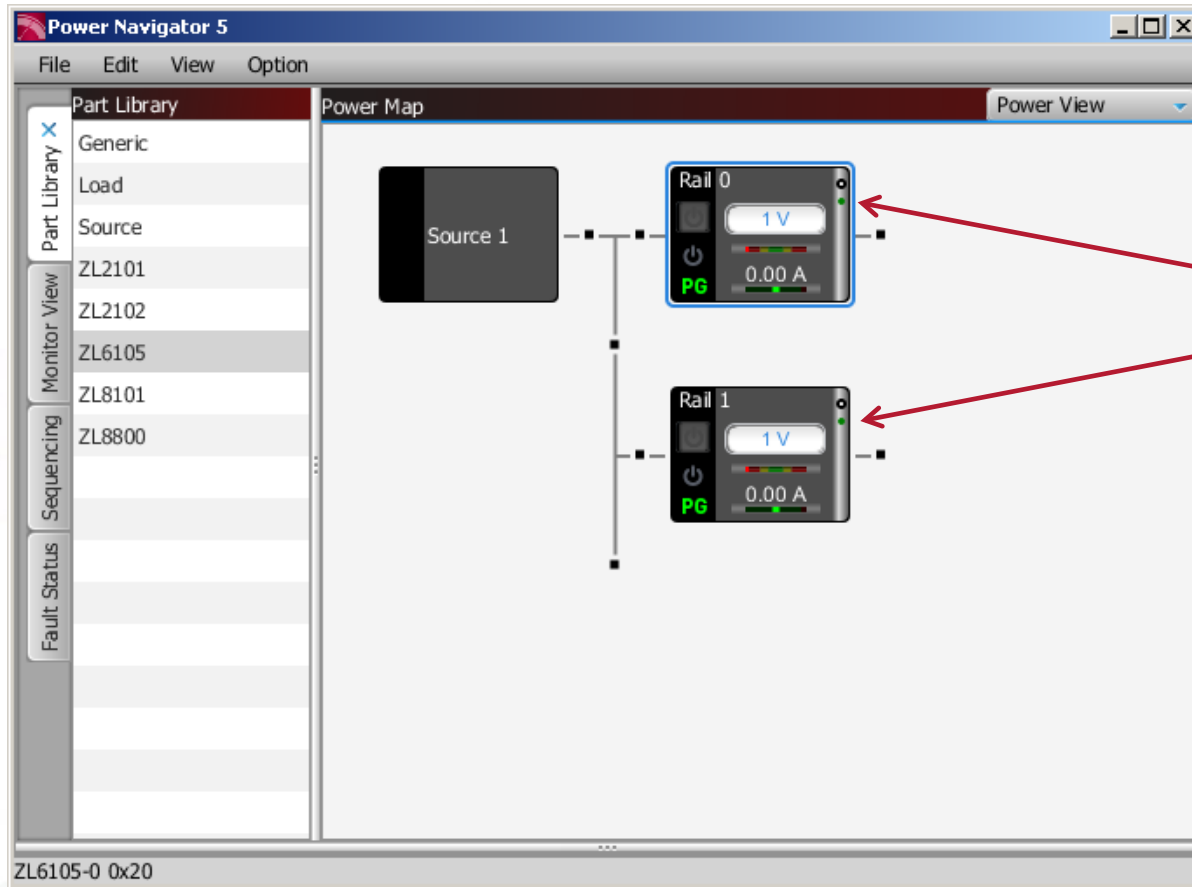 Power Navigator 5
File Edit View Option
Part Library
Power Map
Power View
Part Library
Monitor View
Sequencing
Fault Status
Generic
Load
Source
ZL2101
ZL2102
ZL6105
ZL8101
ZL8800
Source 1
Rail 0
1 V
0.00 A
PG
Rail 1
1 V
0.00 A
PG
ZL6105-0 0x20